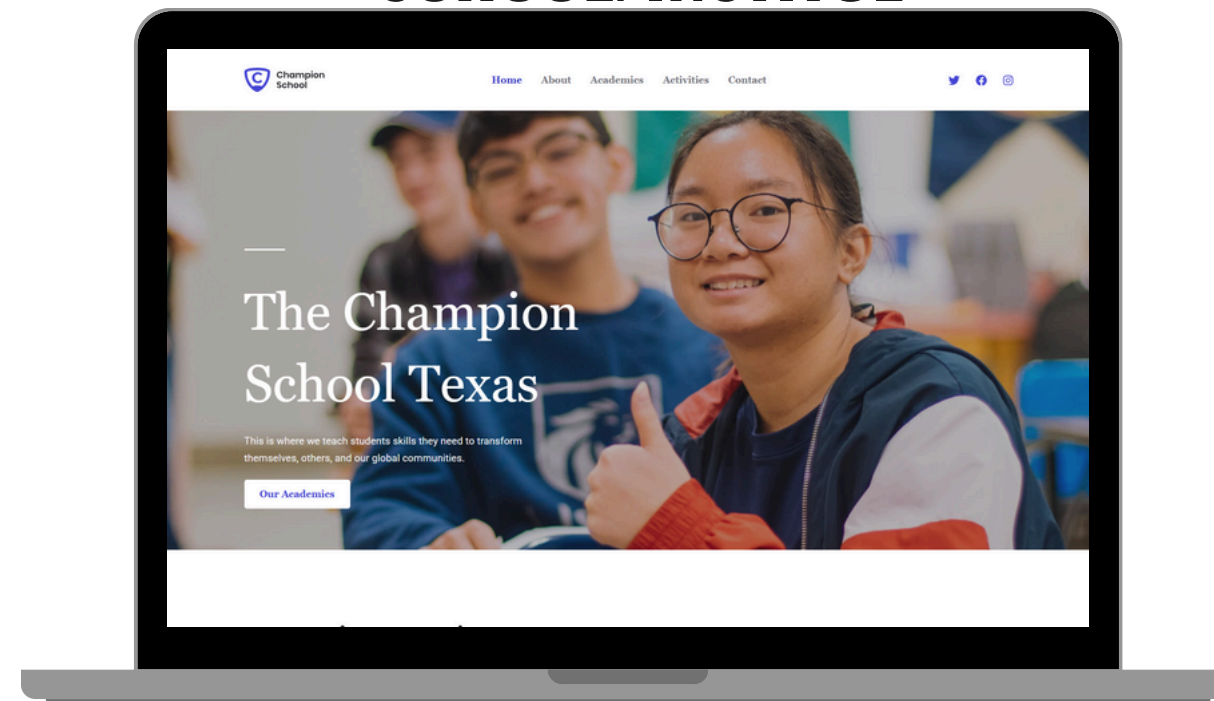 Champion
School
Home About Academics Activities Contact
The Champion
School Texas
This is where we teach students skills they need to transform
themselves, others, and our global communities.
Our Academics